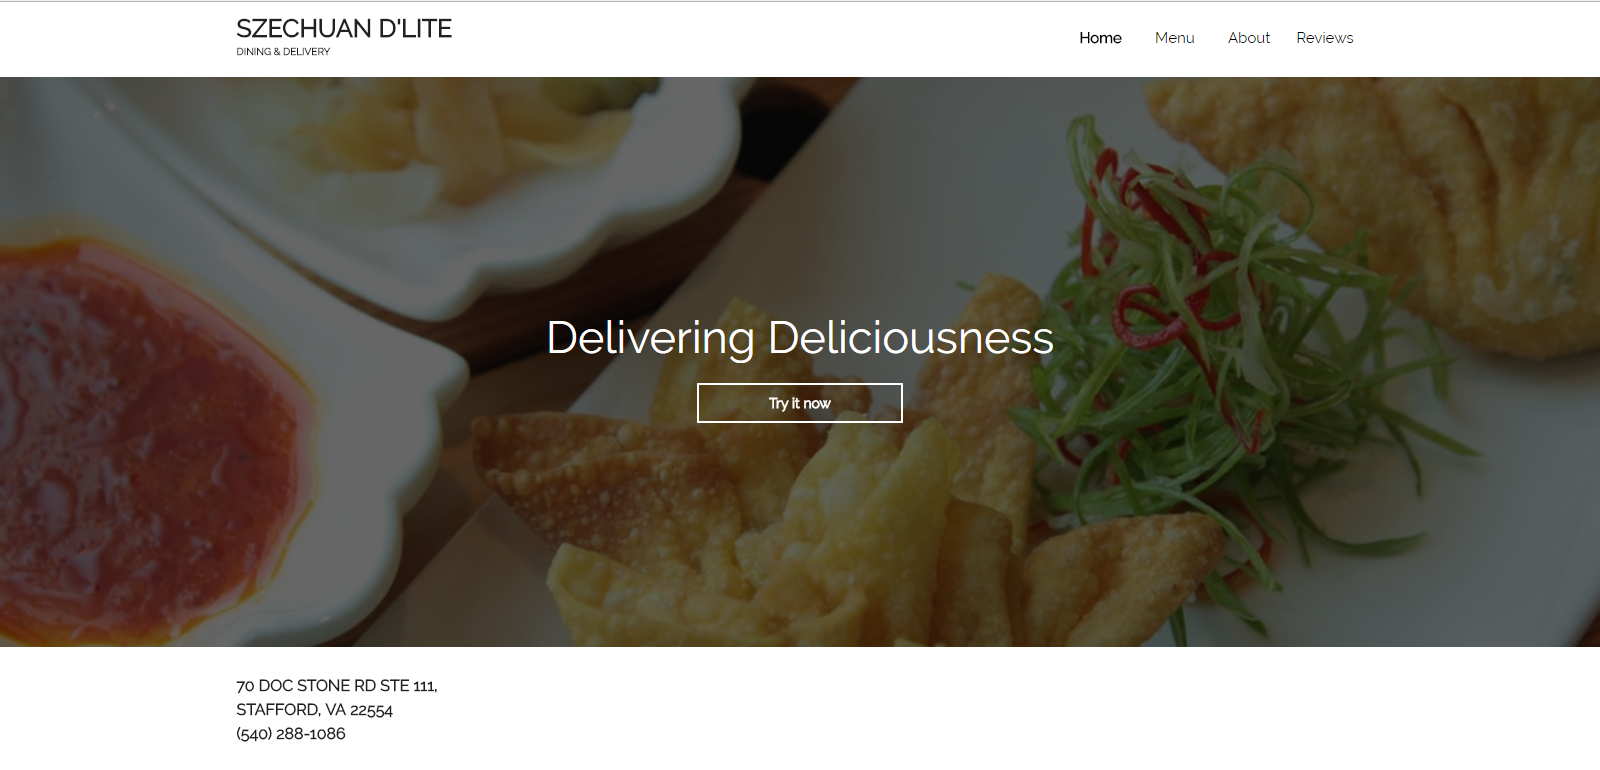 SZECHUAN D'LITE
DINING & DELIVERY
Home Menu About Reviews
Delivering Deliciousness
Try it now
70 DOC STONE RD STE 111,
STAFFORD, VA 22554
(540) 288-1086